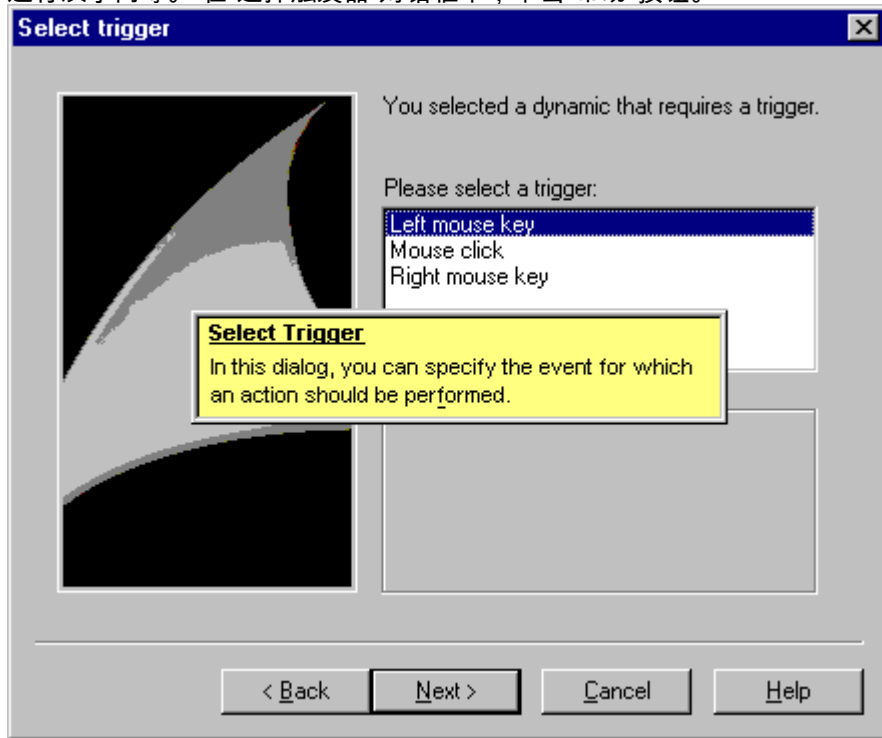 Select trigger
You selected a dynamic that requires a trigger.
Please select a trigger:
Left mouse key
Mouse click
Right mouse key
Select Trigger
In this dialog, you can specify the event for which
an action should be performed.
< Back
Next >
Cancel
Help